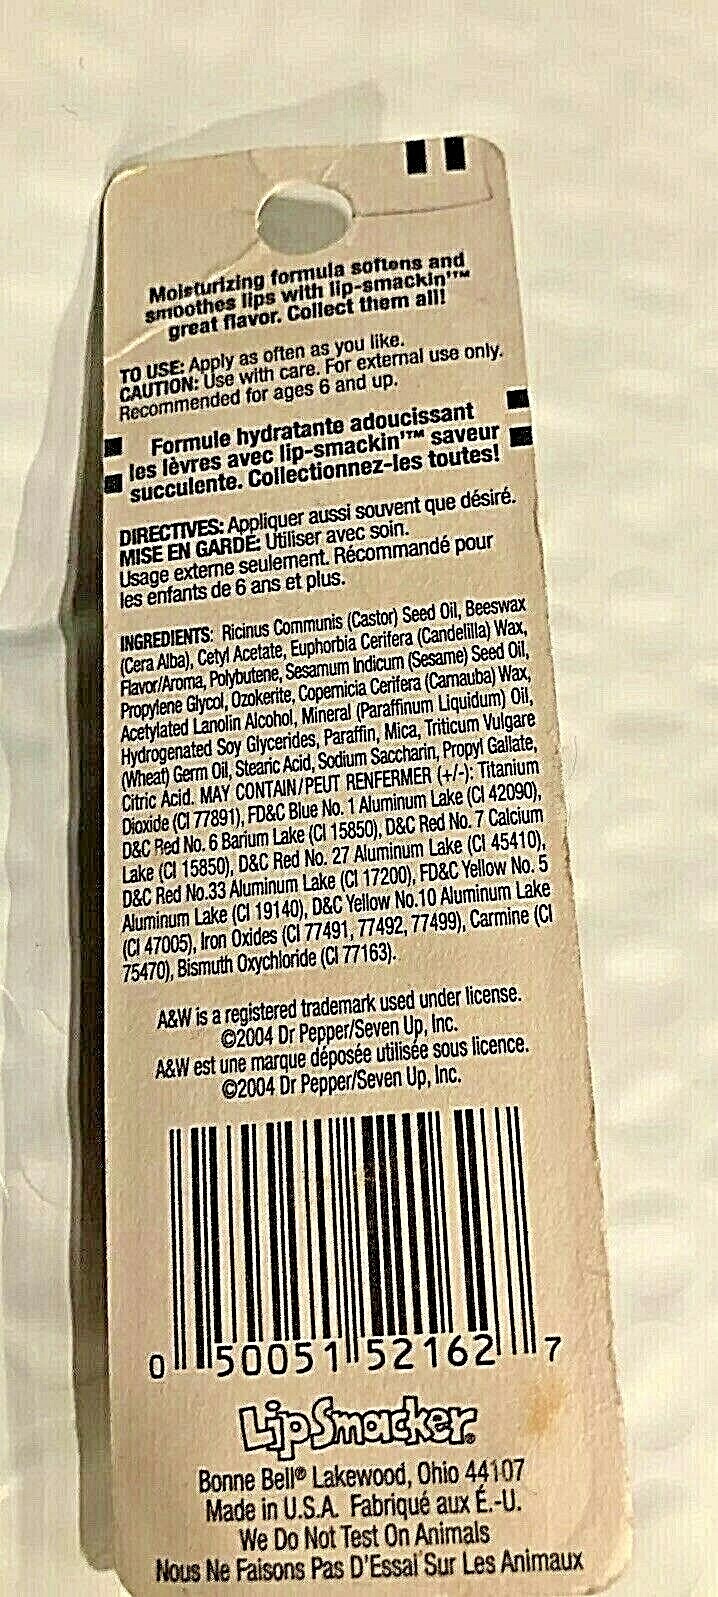 Moisturizing formula softens and
smoothes lips with lip-smackin'™
great flavor. Collect them all!
TO USE: Apply as often as you like.
CAUTION: Use with care. For external use only.
Recommended for ages 6 and up.
Formule hydratante adoucissant
les lèvres avec lip-smackin'™ saveur
succulente. Collectionnez-les toutes!
DIRECTIVES: Appliquer aussi souvent que désiré.
MISE EN GARDE: Utiliser avec soin.
Usage externe seulement. Récommandé pour
les enfants de 6 ans et plus.
INGREDIENTS: Ricinus Communis (Castor) Seed Oil, Beeswax
(Cera Alba), Cetyl Acetate, Euphorbia Cerifera (Candelilla) Wax,
Flavor/Aroma, Polybutene, Sesamum Indicum (Sesame) Seed Oil,
Propylene Glycol, Ozokerite, Copernicia Cerifera (Carnauba) Wax,
Acetylated Lanolin Alcohol, Mineral (Paraffinum Liquidum) Oil,
Hydrogenated Soy Glycerides, Paraffin, Mica, Triticum Vulgare
(Wheat) Germ Oil, Stearic Acid, Sodium Saccharin, Propyl Gallate,
Citric Acid. MAY CONTAIN/PEUT RENFERMER (+/-): Titanium
Dioxide (CI 77891), FD&C Blue No. 1 Aluminum Lake (CI 42090),
D&C Red No. 6 Barium Lake (CI 15850), D&C Red No. 7 Calcium
Lake (CI 15850), D&C Red No. 27 Aluminum Lake (CI 45410),
D&C Red No.33 Aluminum Lake (CI 17200), FD&C Yellow No. 5
Aluminum Lake (CI 19140), D&C Yellow No.10 Aluminum Lake
(CI 47005), Iron Oxides (CI 77491, 77492, 77499), Carmine (CI
75470), Bismuth Oxychloride (CI 77163).
A&W is a registered trademark used under license.
©2004 Dr Pepper/Seven Up, Inc.
A&W est une marque déposée utilisée sous licence.
©2004 Dr Pepper/Seven Up, Inc.
0 50051 52162 7
Lip Smacker®
Bonne Bell® Lakewood, Ohio 44107
Made in U.S.A. Fabriqué aux É.-U.
We Do Not Test On Animals
Nous Ne Faisons Pas D'Essai Sur Les Animaux